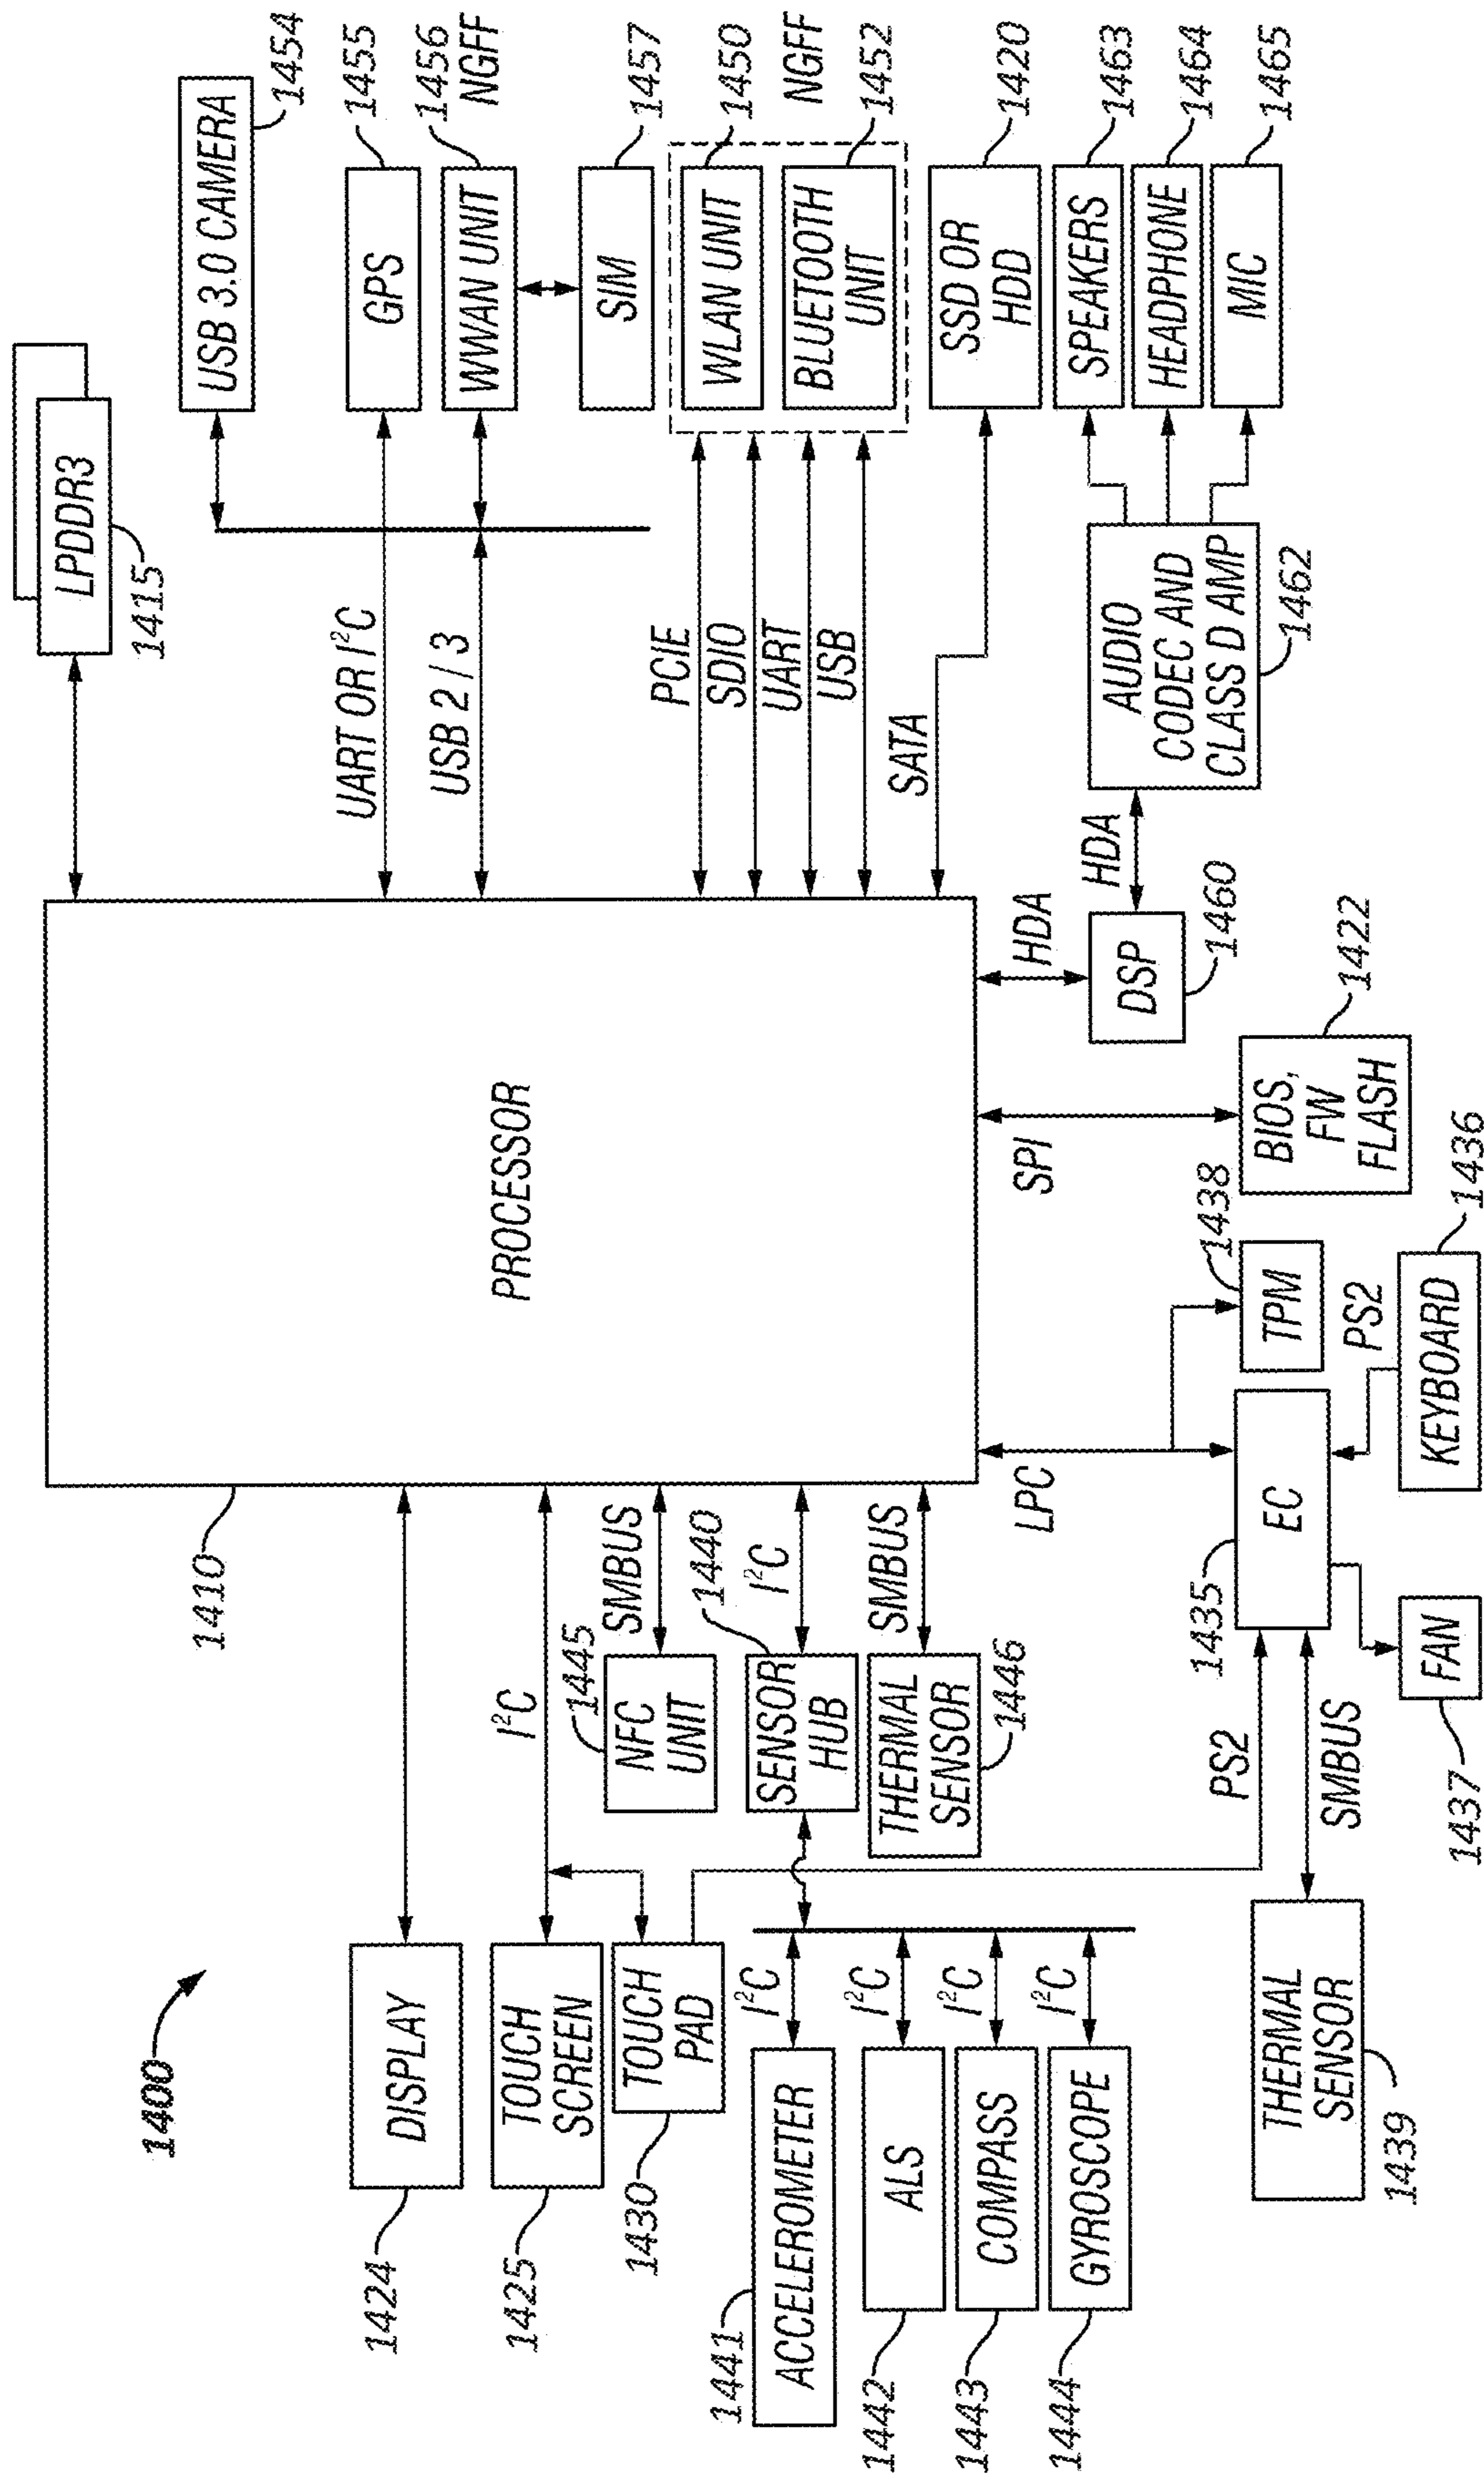 1400
LPDDR3
1415
USB 3.0 CAMERA
1454
UART OR I²C
GPS
1455
USB 2 / 3
WWAN UNIT
1456
NGFF
SIM
1457
PCIE
SDIO
UART
USB
WLAN UNIT
1450
BLUETOOTH
UNIT
NGFF
1452
SATA
SSD OR
HDD
1420
PROCESSOR
1410
DISPLAY
1424
I²C
TOUCH
SCREEN
1425
TOUCH
PAD
1430
SMBUS
NFC
UNIT
1445
I²C
SENSOR
HUB
1440
SMBUS
THERMAL
SENSOR
1446
I²C
ACCELEROMETER
1441
I²C
ALS
1442
I²C
COMPASS
1443
I²C
GYROSCOPE
1444
HDA
DSP
1460
HDA
AUDIO
CODEC AND
CLASS D AMP
1462
SPEAKERS
1463
HEADPHONE
1464
MIC
1465
SPI
BIOS,
FW
FLASH
1422
LPC
TPM
1438
EC
1435
PS2
KEYBOARD
1436
FAN
1437
PS2
SMBUS
THERMAL
SENSOR
1439